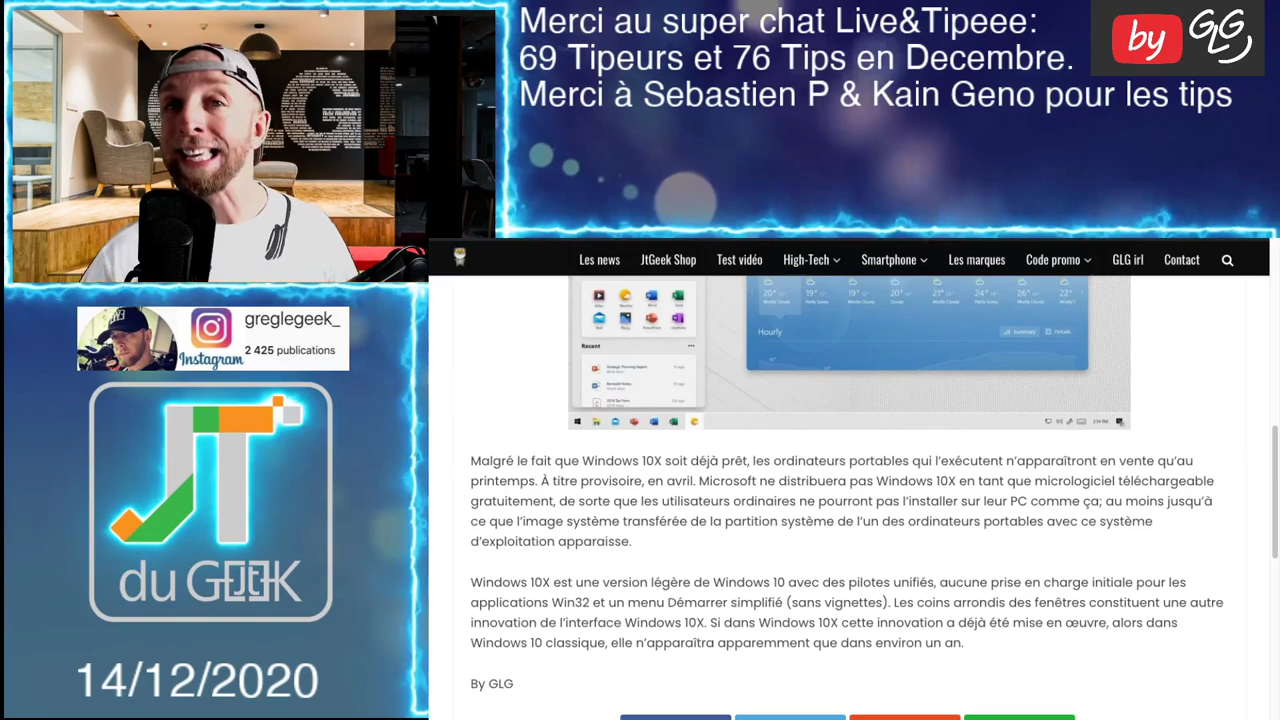 Merci au super chat Live&Tipeee:
69 Tipeurs et 76 Tips en Decembre.
Merci à Sebastien P & Kain Geno pour les tips
by GLG
Les news JtGeek Shop Test vidéo High-Tech Smartphone Les marques Code promo GLG irl Contact
greglegeek_
Instagram
2 425 publications
JT
du GEEK
14/12/2020
20° 20° 19° 21° 24° 26° 22°
Hourly
Summary Details
Recent
Malgré le fait que Windows 10X soit déjà prêt, les ordinateurs portables qui l'exécutent n'apparaîtront en vente qu'au
printemps. À titre provisoire, en avril. Microsoft ne distribuera pas Windows 10X en tant que micrologiciel téléchargeable
gratuitement, de sorte que les utilisateurs ordinaires ne pourront pas l'installer sur leur PC comme ça; au moins jusqu'à
ce que l'image système transférée de la partition système de l'un des ordinateurs portables avec ce système
d'exploitation apparaisse.
Windows 10X est une version légère de Windows 10 avec des pilotes unifiés, aucune prise en charge initiale pour les
applications Win32 et un menu Démarrer simplifié (sans vignettes). Les coins arrondis des fenêtres constituent une autre
innovation de l'interface Windows 10X. Si dans Windows 10X cette innovation a déjà été mise en œuvre, alors dans
Windows 10 classique, elle n'apparaîtra apparemment que dans environ un an.
By GLG